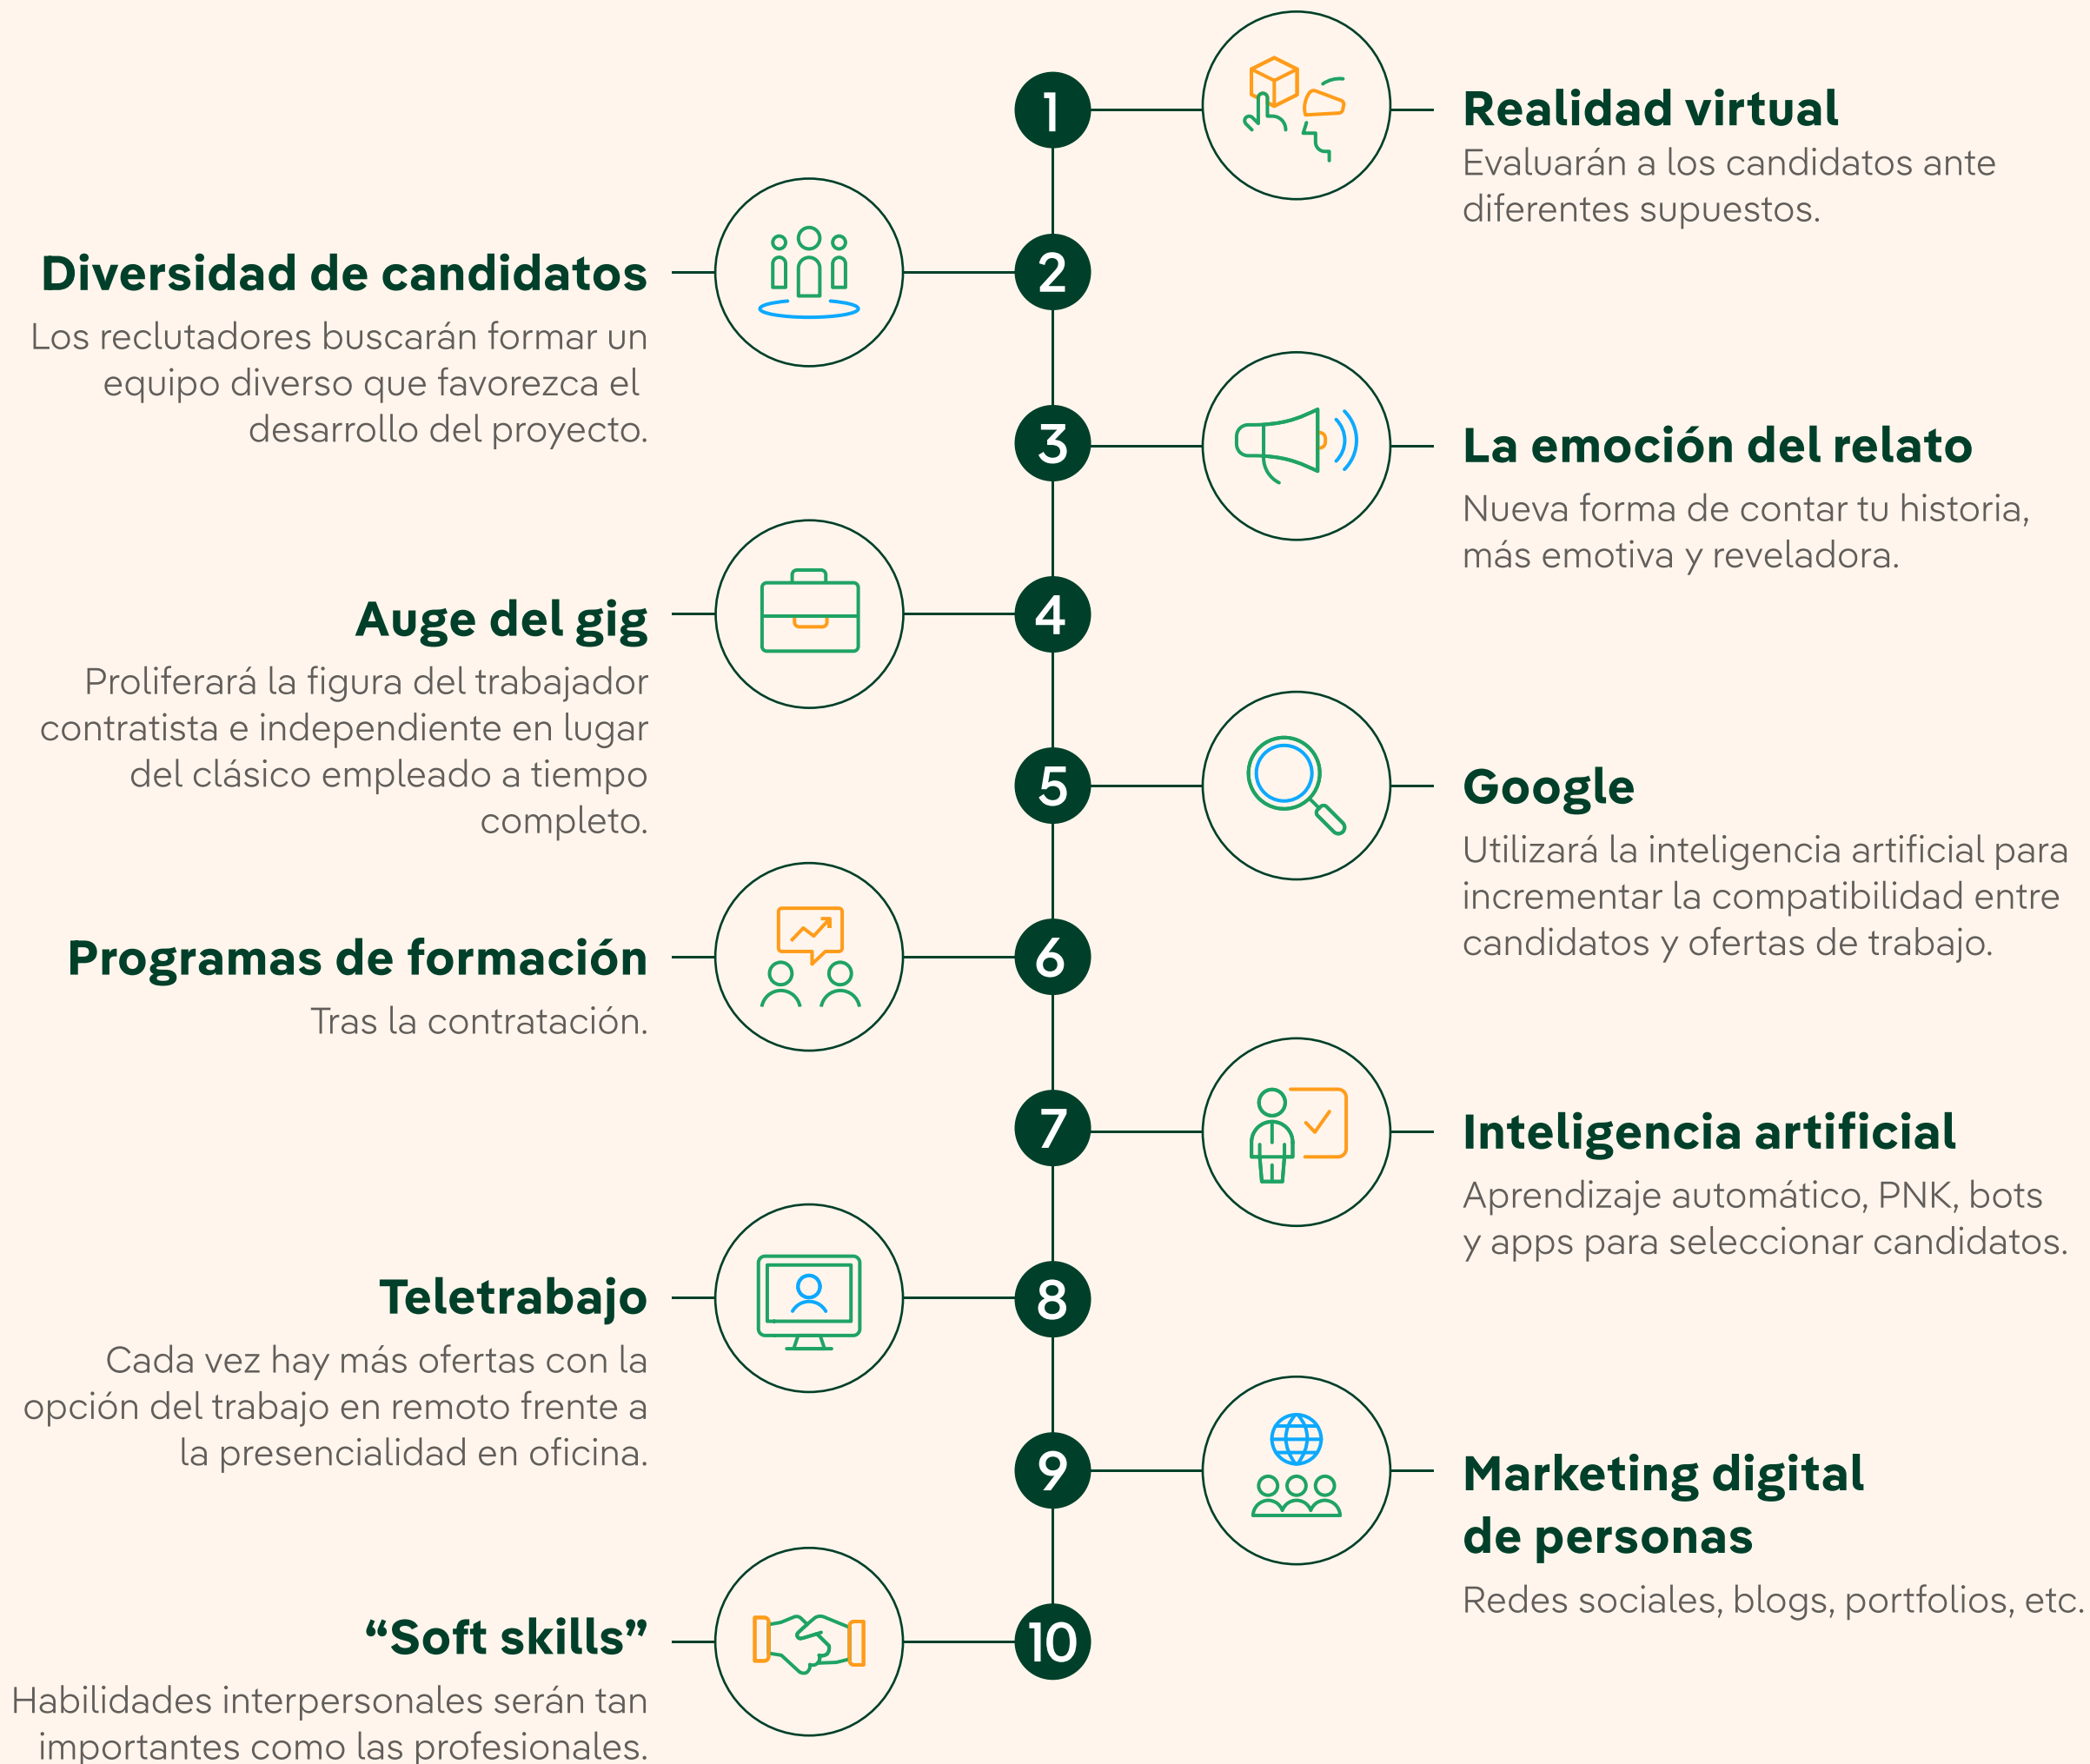 1
Realidad virtual
Evaluarán a los candidatos ante
diferentes supuestos.
2
Diversidad de candidatos
Los reclutadores buscarán formar un
equipo diverso que favorezca el
desarrollo del proyecto.
3
La emoción del relato
Nueva forma de contar tu historia,
más emotiva y reveladora.
4
Auge del gig
Proliferará la figura del trabajador
contratista e independiente en lugar
del clásico empleado a tiempo
completo.
5
Google
Utilizará la inteligencia artificial para
incrementar la compatibilidad entre
candidatos y ofertas de trabajo.
6
Programas de formación
Tras la contratación.
7
Inteligencia artificial
Aprendizaje automático, PNK, bots
y apps para seleccionar candidatos.
8
Teletrabajo
Cada vez hay más ofertas con la
opción del trabajo en remoto frente a
la presencialidad en oficina.
9
Marketing digital
de personas
Redes sociales, blogs, portfolios, etc.
10
“Soft skills”
Habilidades interpersonales serán tan
importantes como las profesionales.